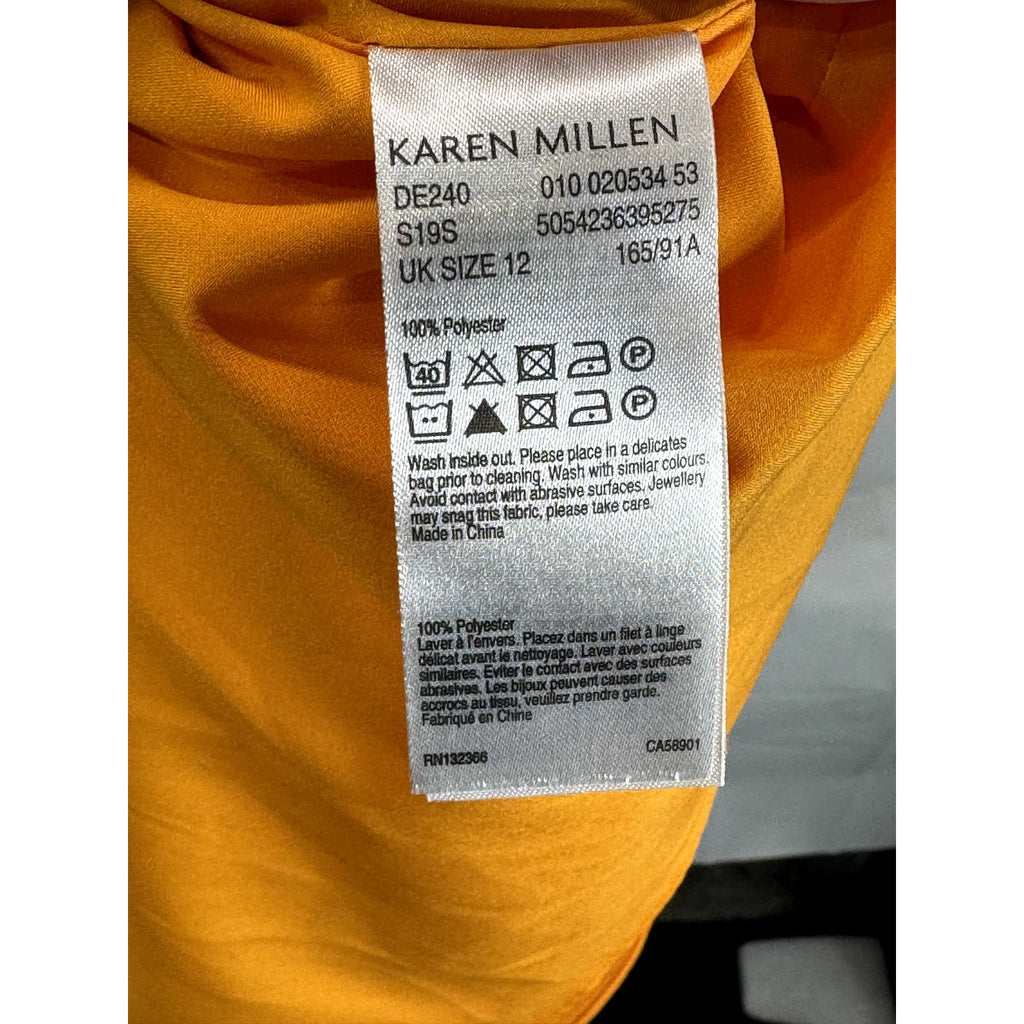 KAREN MILLEN
DE240 010 020534 53
S19S 5054236395275
UK SIZE 12 165/91A
100% Polyester
40 P
P
Wash inside out. Please place in a delicates
bag prior to cleaning. Wash with similar colours.
Avoid contact with abrasive surfaces. Jewellery
may snag this fabric, please take care.
Made in China
100% Polyester
Laver à l'envers. Placez dans un filet à linge
délicat avant le nettoyage. Laver avec couleurs
similaires. Eviter le contact avec des surfaces
abrasives. Les bijoux peuvent causer des
accrocs au tissu, veuillez prendre garde.
Fabriqué en Chine
RN132366 CA58901